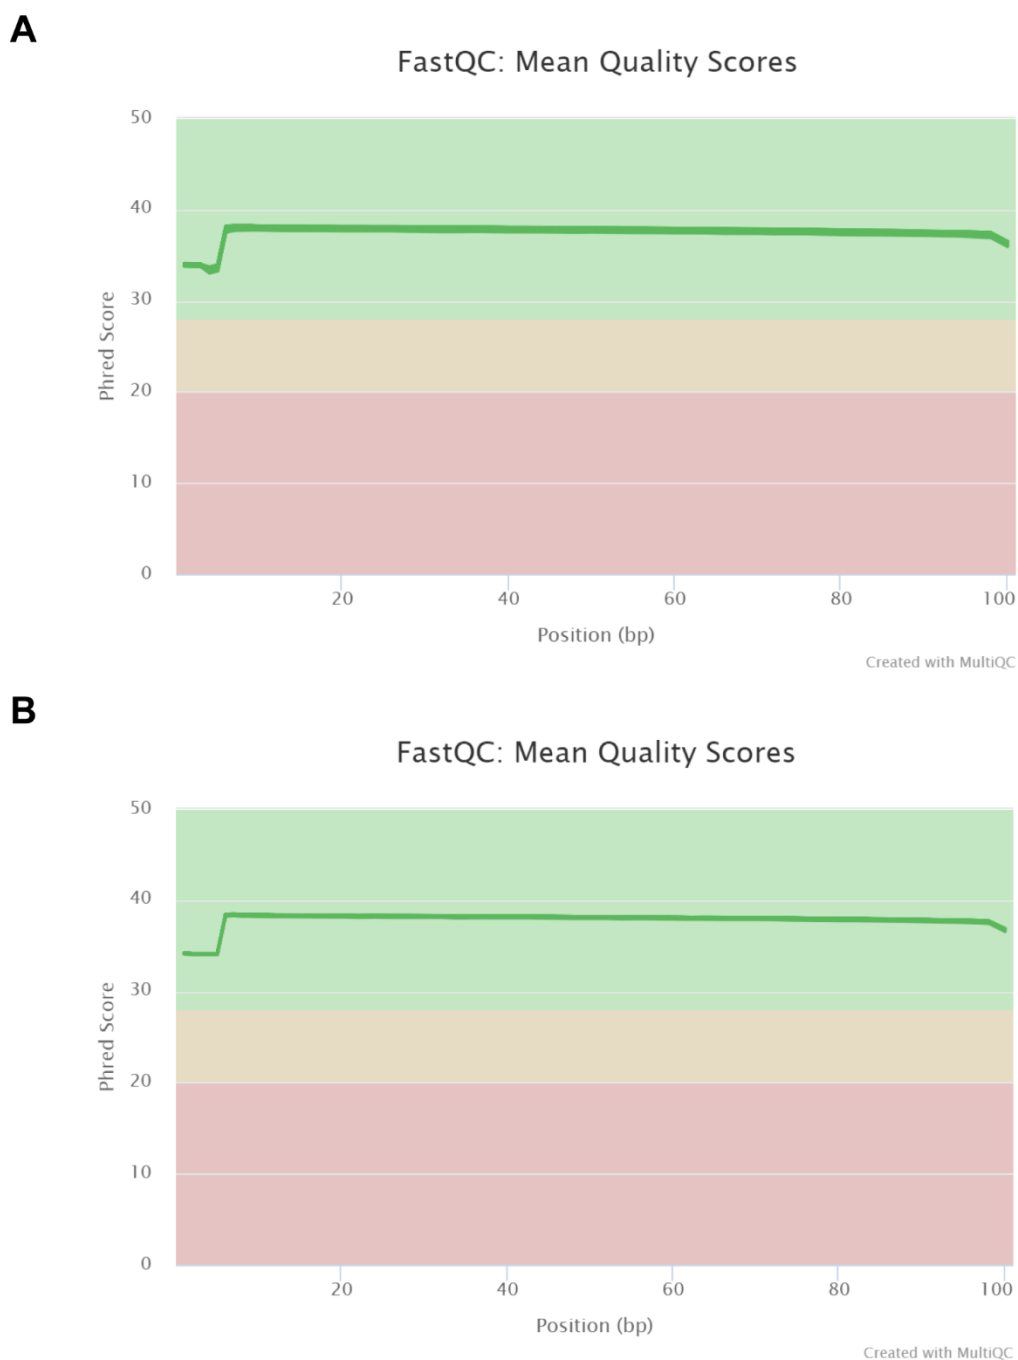 A
FastQC: Mean Quality Scores
50
40
30
20
10
0
Phred Score
20 40 60 80 100
Position (bp)
Created with MultiQC
B
FastQC: Mean Quality Scores
50
40
30
20
10
0
Phred Score
20 40 60 80 100
Position (bp)
Created with MultiQC